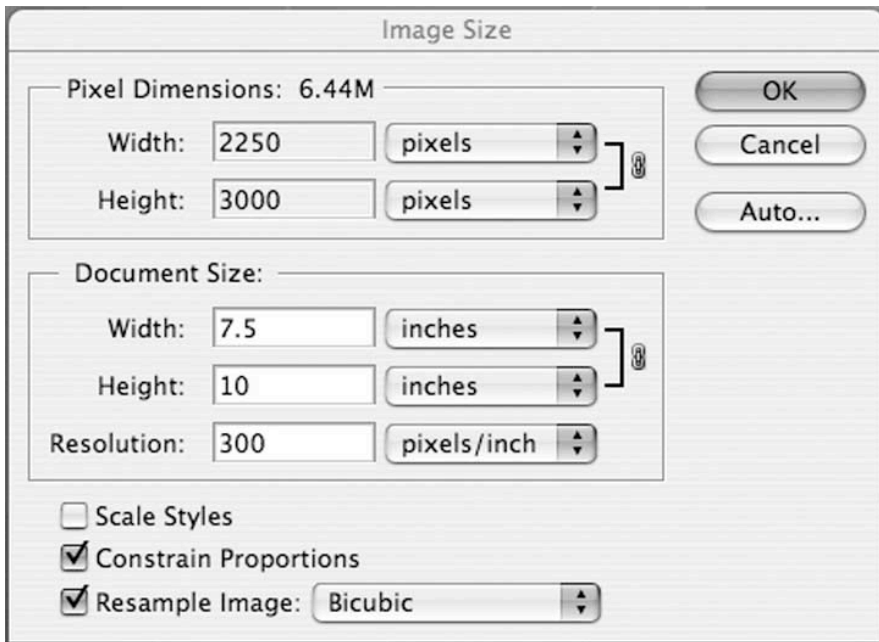 Image Size
Pixel Dimensions: 6.44M
Width: 2250 pixels
Height: 3000 pixels
OK
Cancel
Auto...
Document Size:
Width: 7.5 inches
Height: 10 inches
Resolution: 300 pixels/inch
Scale Styles
Constrain Proportions
Resample Image: Bicubic